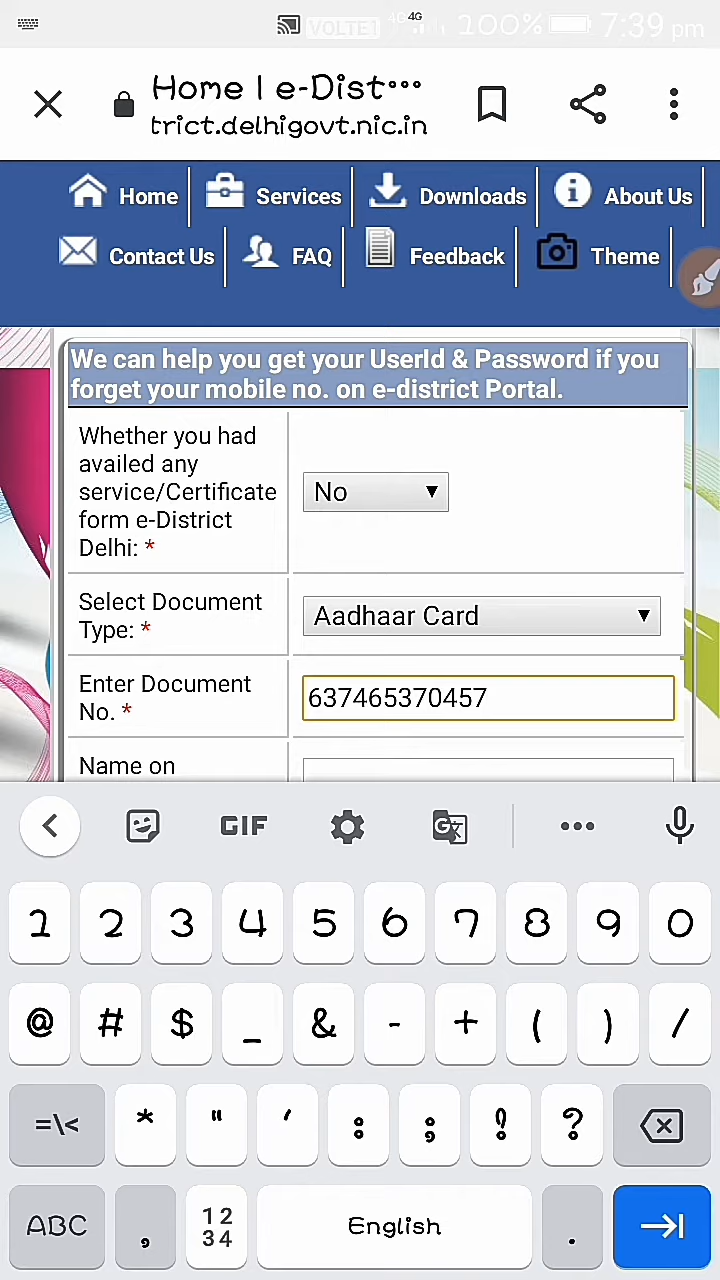 VOLTE1 4G 4G 100% 7:39 pm
Home | e-Dist...
trict.delhigovt.nic.in
Home Services Downloads About Us
Contact Us FAQ Feedback Theme
We can help you get your UserId & Password if you
forget your mobile no. on e-district Portal.
Whether you had
availed any
service/Certificate
form e-District
Delhi: *
No
Select Document
Type: *
Aadhaar Card
Enter Document
No. *
637465370457
Name on
GIF
1 2 3 4 5 6 7 8 9 0
@ # $ _ & - + ( ) /
=\< * " ' : ; ! ?
ABC , 12 34 English .